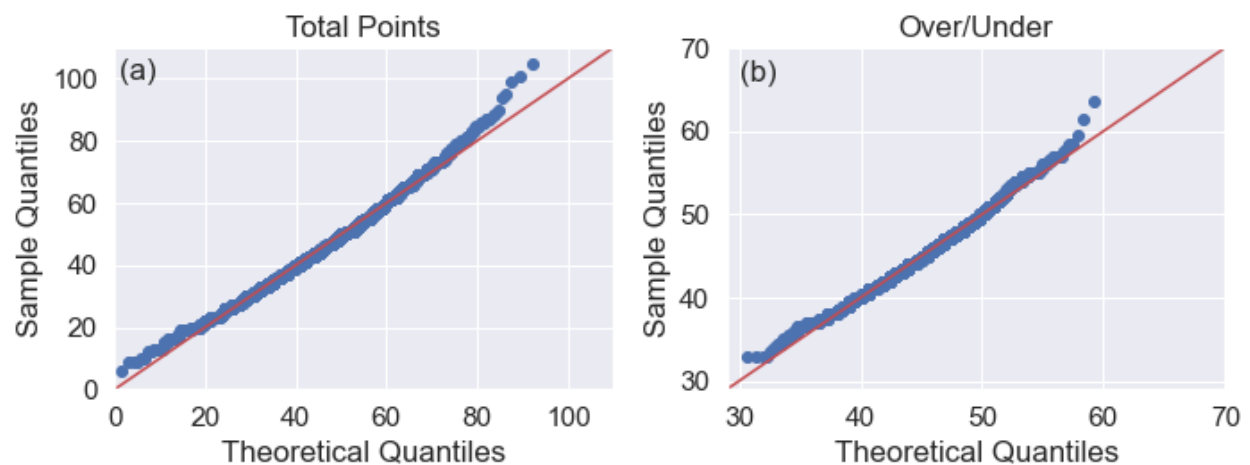 Total Points
(a)
Sample Quantiles
100
80
60
40
20
0
0 20 40 60 80 100
Theoretical Quantiles
Over/Under
(b)
Sample Quantiles
70
60
50
40
30
30 40 50 60 70
Theoretical Quantiles